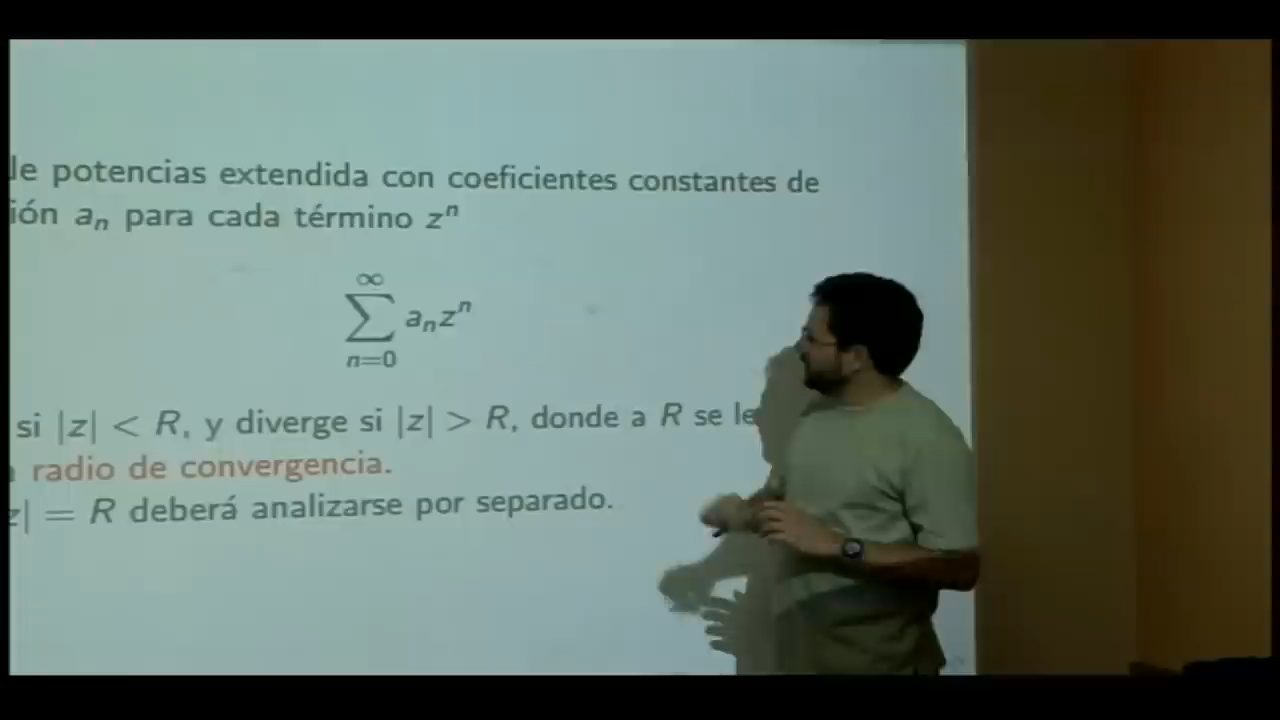 le potencias extendida con coeficientes constantes de
ión aₙ para cada término zⁿ
∞
∑ aₙzⁿ
n=0
si |z| < R, y diverge si |z| > R, donde a R se le
radio de convergencia.
z| = R deberá analizarse por separado.